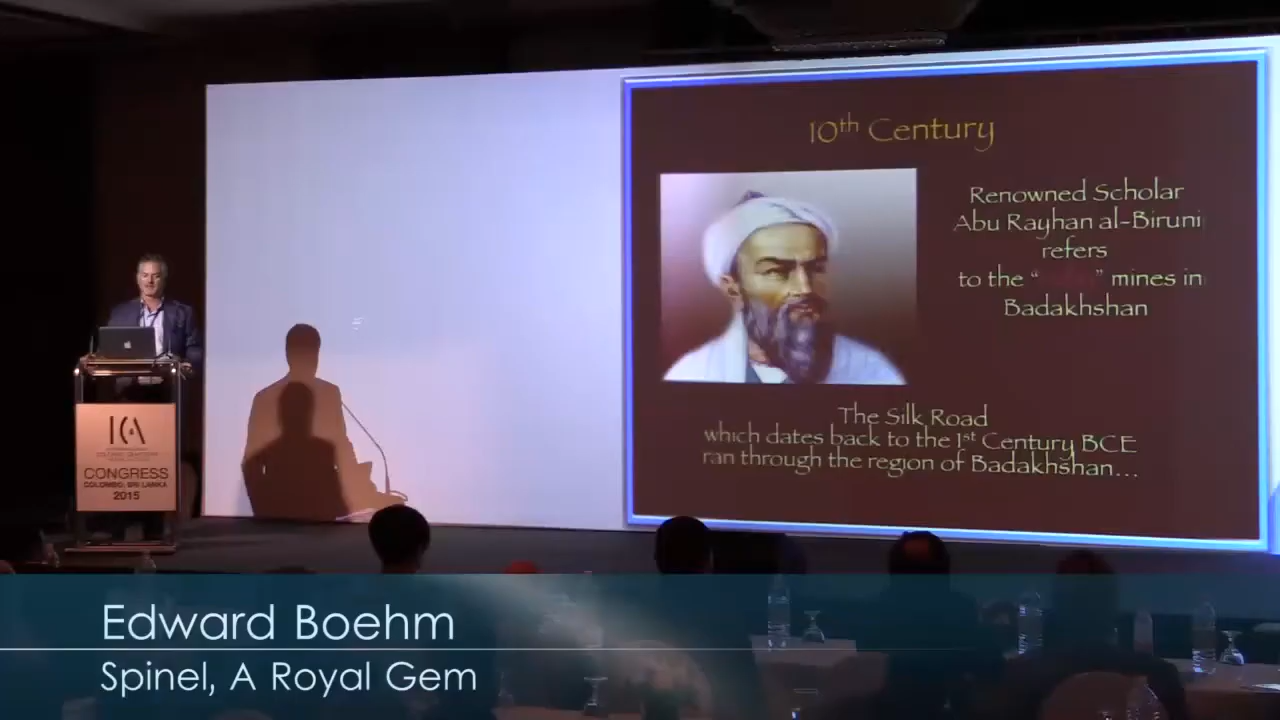 10th Century
Renowned Scholar
Abu Rayhan al-Biruni
refers
to the “ ” mines in
Badakhshan
The Silk Road
which dates back to the 1st Century BCE
ran through the region of Badakhshan...
ICA
CONGRESS
COLOMBO, SRI LANKA
2015
Edward Boehm
Spinel, A Royal Gem